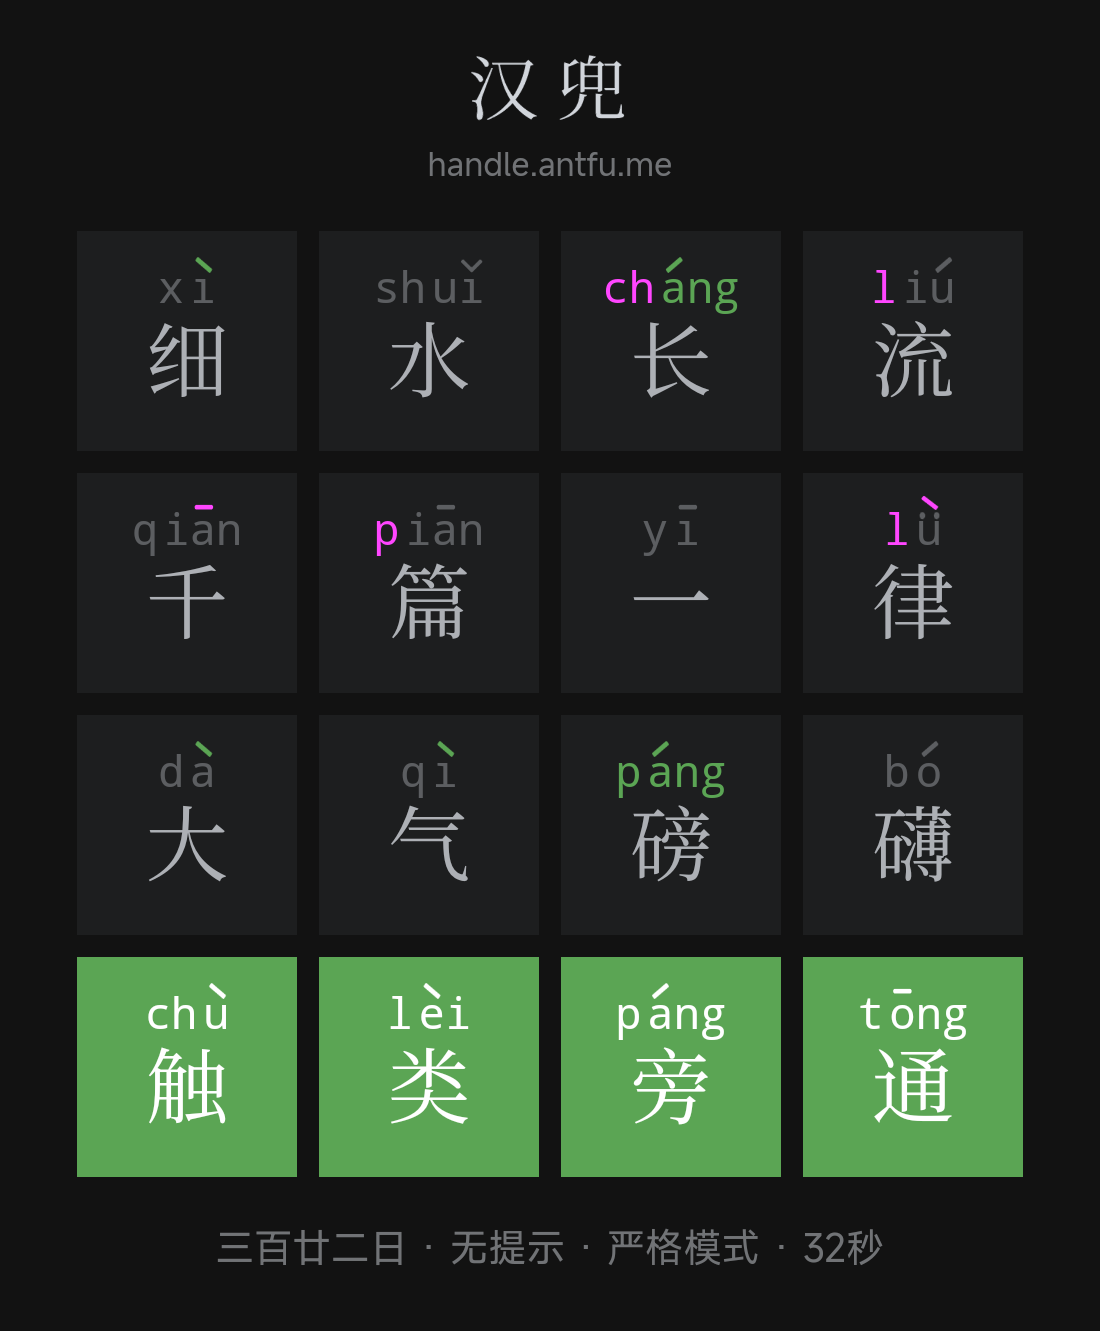 汉兜
handle.antfu.me
xì shuǐ cháng liú
细 水 长 流
qiān piān yī lǜ
千 篇 一 律
dà qì páng bó
大 气 磅 礴
chù lèi páng tōng
触 类 旁 通
三百廿二日 · 无提示 · 严格模式 · 32秒